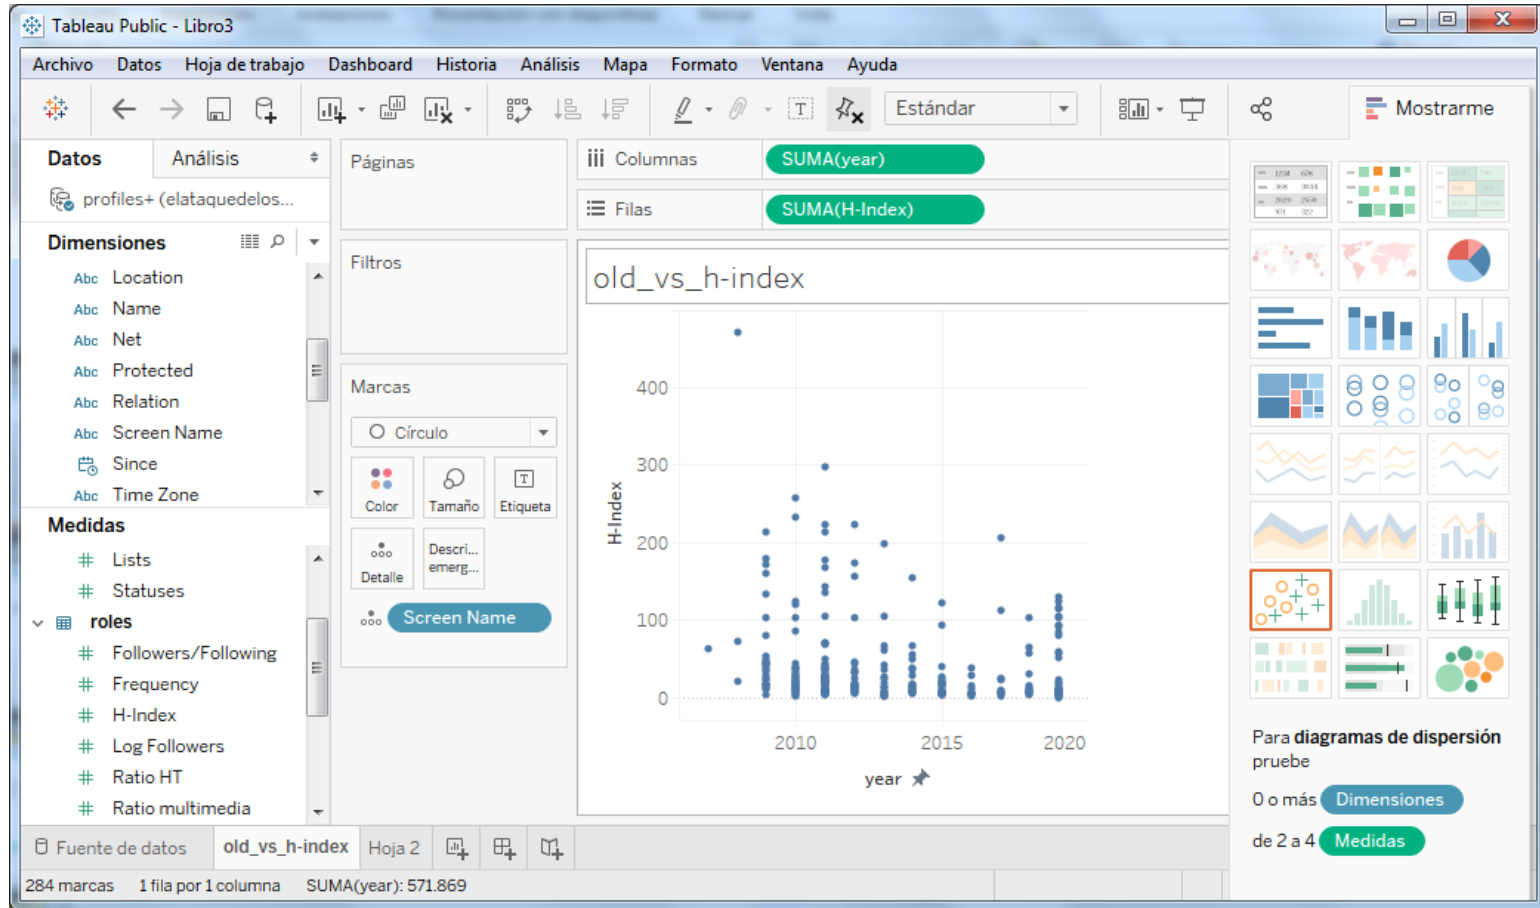 Tableau Public - Libro3
Archivo Datos Hoja de trabajo Dashboard Historia Análisis Mapa Formato Ventana Ayuda
Estándar
Mostrarme
Datos Análisis
profiles+ (elataquedelos...
Dimensiones
Abc Location
Abc Name
Abc Net
Abc Protected
Abc Relation
Abc Screen Name
Since
Abc Time Zone
Medidas
# Lists
# Statuses
roles
# Followers/Following
# Frequency
# H-Index
# Log Followers
# Ratio HT
# Ratio multimedia
Páginas
Filtros
Marcas
Círculo
Color Tamaño Etiqueta
Detalle
Descri...
emerg...
Screen Name
Columnas SUMA(year)
Filas SUMA(H-Index)
old_vs_h-index
400
300
200
100
0
H-Index
2010 2015 2020
year
Para diagramas de dispersión
pruebe
0 o más Dimensiones
de 2 a 4 Medidas
Fuente de datos old_vs_h-index Hoja 2
284 marcas 1 fila por 1 columna SUMA(year): 571.869